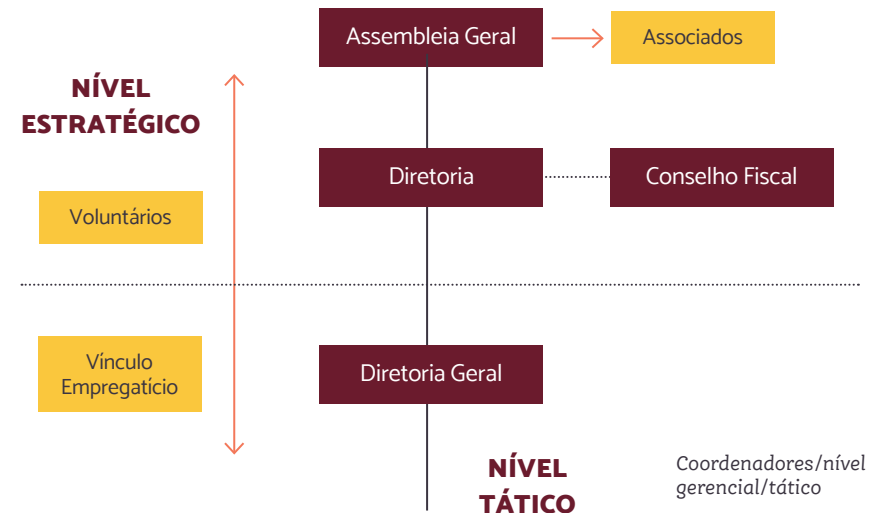 Assembleia Geral
Associados
NÍVEL
ESTRATÉGICO
Diretoria
Conselho Fiscal
Voluntários
Vínculo
Empregatício
Diretoria Geral
NÍVEL
TÁTICO
Coordenadores/nível
gerencial/tático